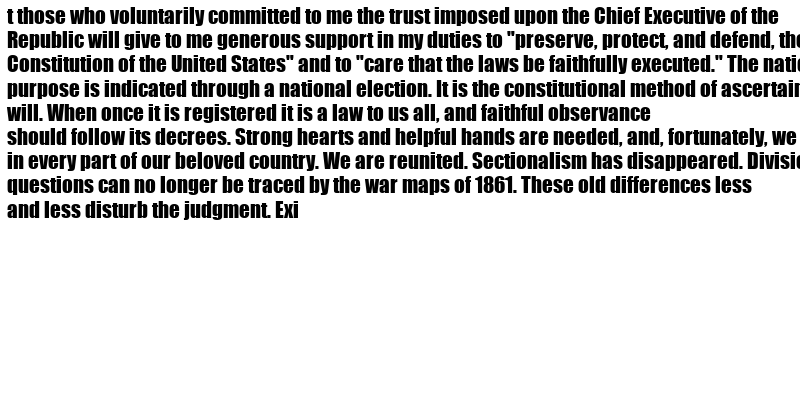 t those who voluntarily committed to me the trust imposed upon the Chief Executive of the
Republic will give to me generous support in my duties to "preserve, protect, and defend, the
Constitution of the United States" and to "care that the laws be faithfully executed." The natio
purpose is indicated through a national election. It is the constitutional method of ascertain
will. When once it is registered it is a law to us all, and faithful observance
should follow its decrees. Strong hearts and helpful hands are needed, and, fortunately, we
in every part of our beloved country. We are reunited. Sectionalism has disappeared. Divisio
questions can no longer be traced by the war maps of 1861. These old differences less
and less disturb the judgment. Exi